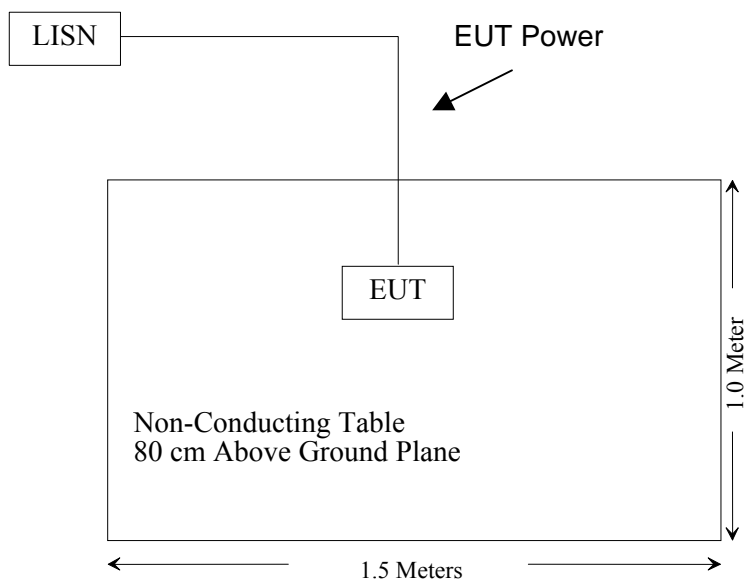 LISN
EUT Power
EUT
Non-Conducting Table
80 cm Above Ground Plane
1.0 Meter
1.5 Meters